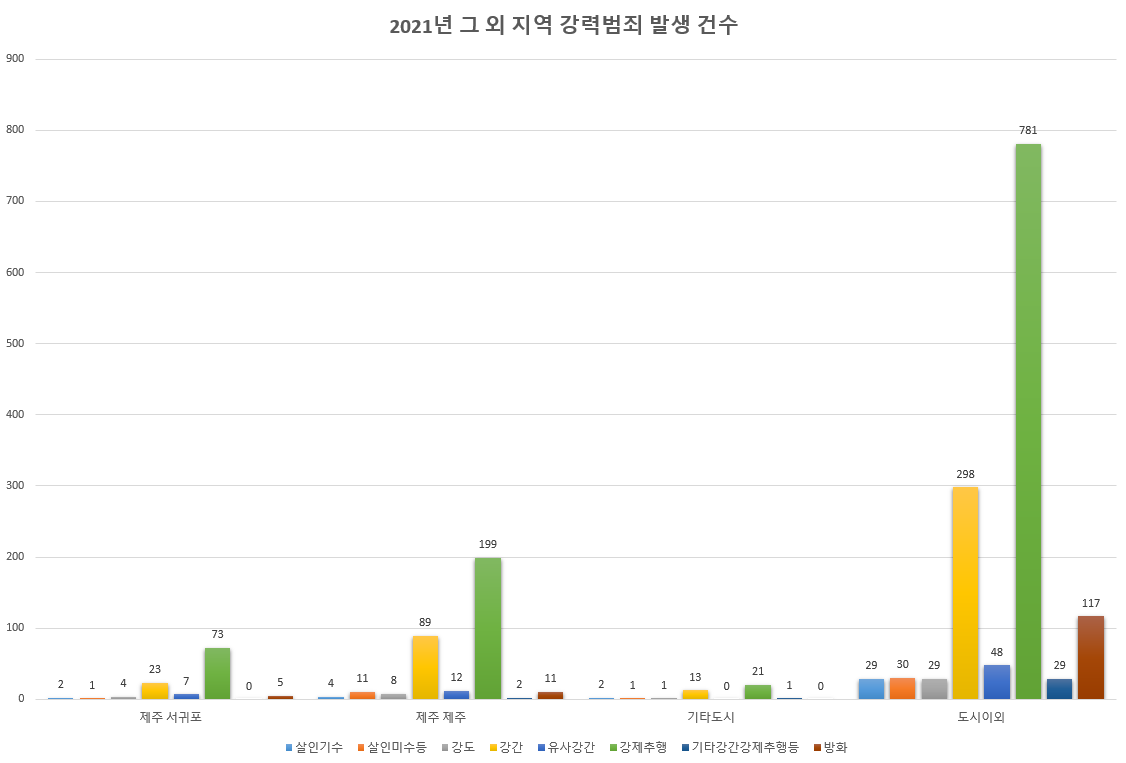 2021년 그 외 지역 강력범죄 발생 건수
900
800
700
600
500
400
300
200
100
0
2 1 4 23 7 73 0 5
4 11 8 89 12 199 2 11
2 1 1 13 0 21 1 0
29 30 29 298 48 781 29 117
제주 서귀포 제주 제주 기타도시 도시이외
살인기수 살인미수등 강도 강간 유사강간 강제추행 기타강간강제추행등 방화